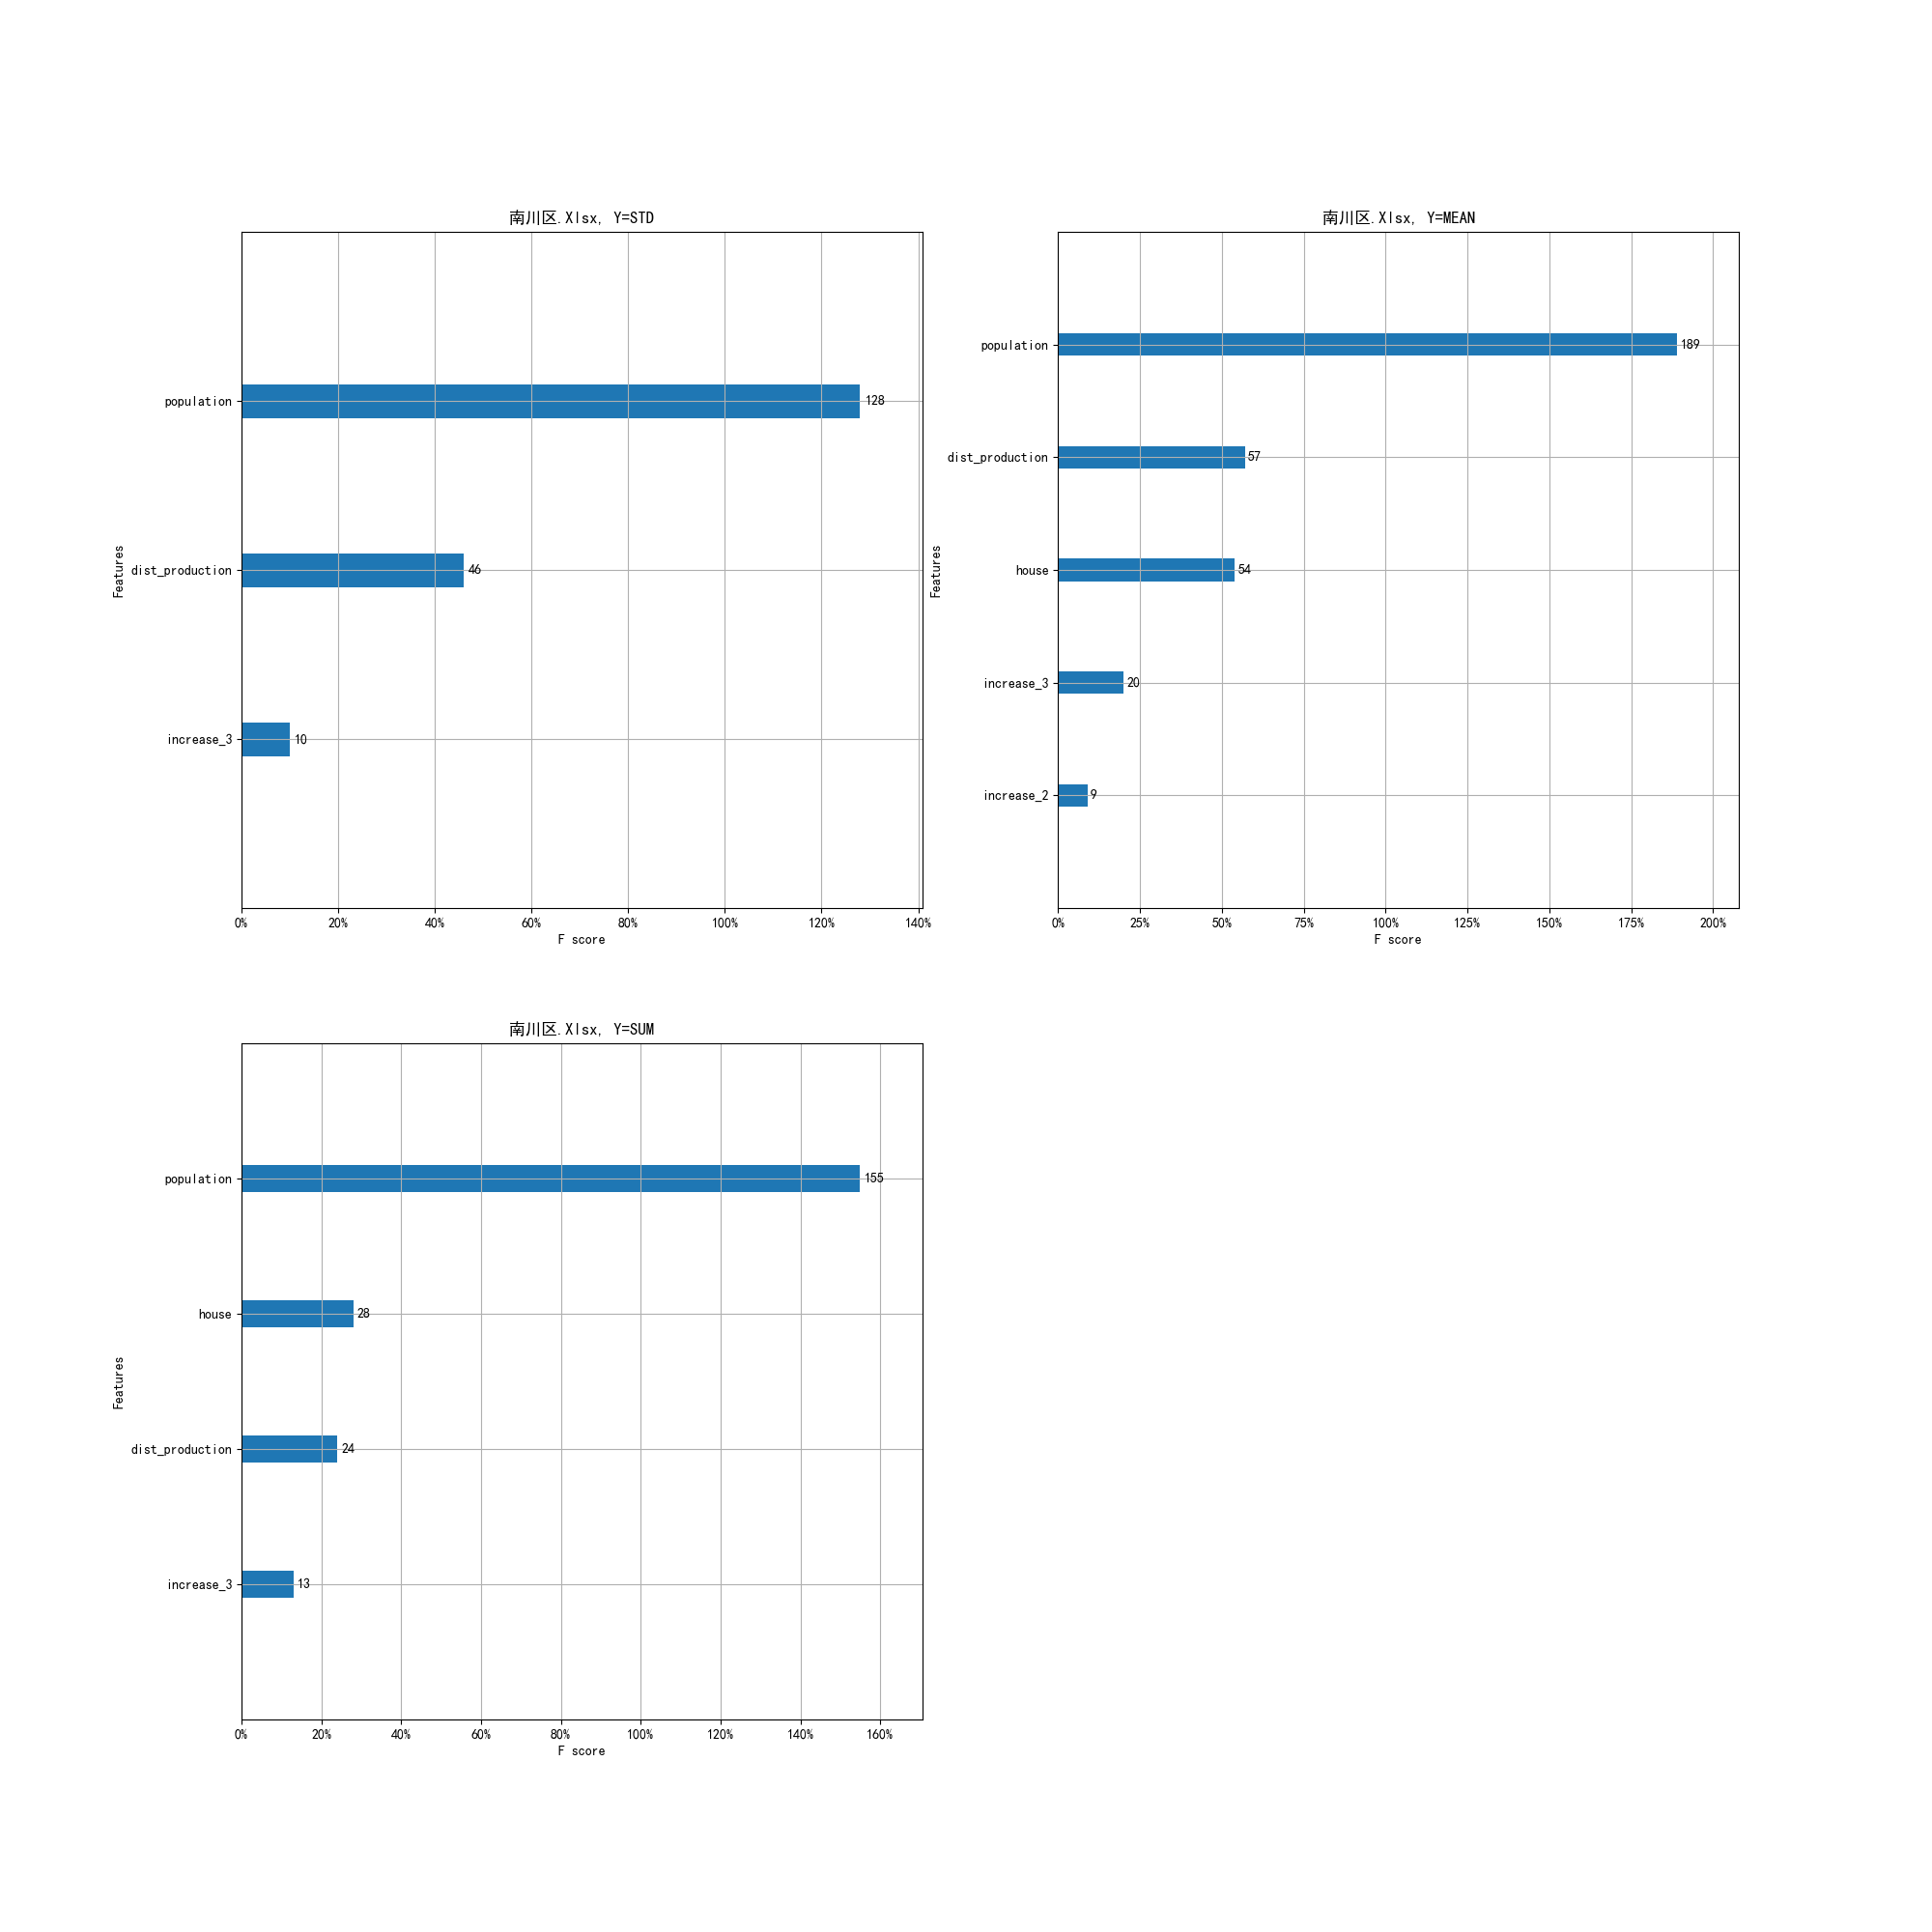 南川区.Xlsx, Y=STD
Features
population
128
dist_production
46
increase_3
10
0% 20% 40% 60% 80% 100% 120% 140%
F score
南川区.Xlsx, Y=MEAN
Features
population
189
dist_production
57
house
54
increase_3
20
increase_2
9
0% 25% 50% 75% 100% 125% 150% 175% 200%
F score
南川区.Xlsx, Y=SUM
Features
population
155
house
28
dist_production
24
increase_3
13
0% 20% 40% 60% 80% 100% 120% 140% 160%
F score